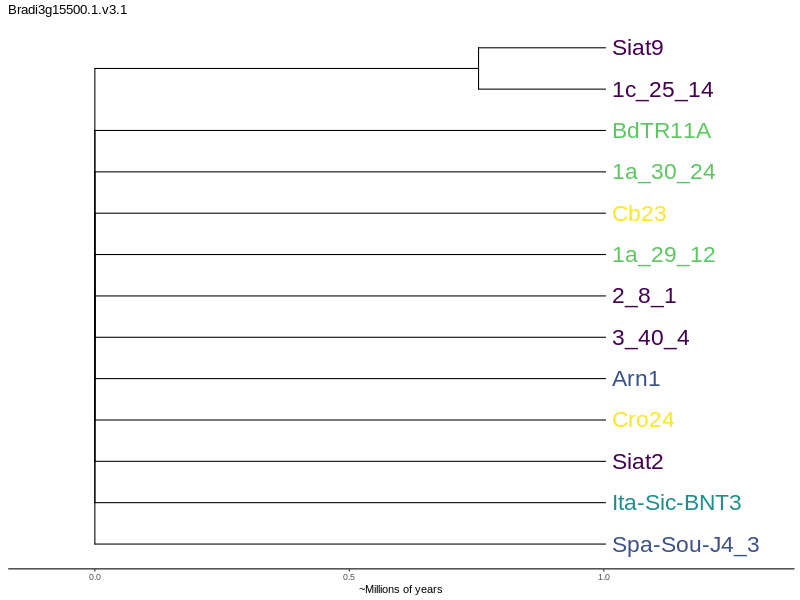 Bradi3g15500.1.v3.1
Siat9
1c_25_14
BdTR11A
1a_30_24
Cb23
1a_29_12
2_8_1
3_40_4
Arn1
Cro24
Siat2
Ita-Sic-BNT3
Spa-Sou-J4_3
0.0 0.5 1.0
~Millions of years